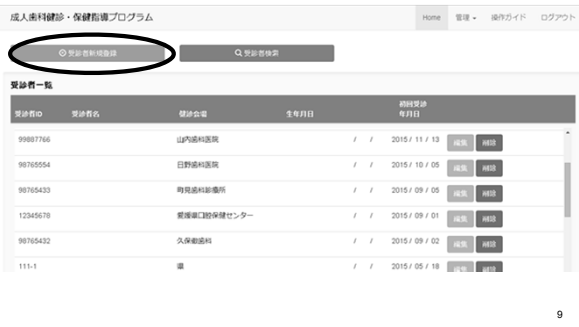 成人歯科健診・保健指導プログラム
Home 管理 操作ガイド ログアウト
受診者新規登録 受診者検索
受診者一覧
受診者ID 受診者名 健診会場 生年月日 初回受診年月日
99887766 山内歯科医院 / / 2015 / 11 / 13 編集 削除
98765554 日野歯科医院 / / 2015 / 10 / 05 編集 削除
98765433 町見歯科診療所 / / 2015 / 09 / 05 編集 削除
12345678 愛媛県口腔保健センター / / 2015 / 09 / 01 編集 削除
98765432 久保歯科 / / 2015 / 09 / 02 編集 削除
111-1 / / 2015 / 05 / 18 編集 削除
9